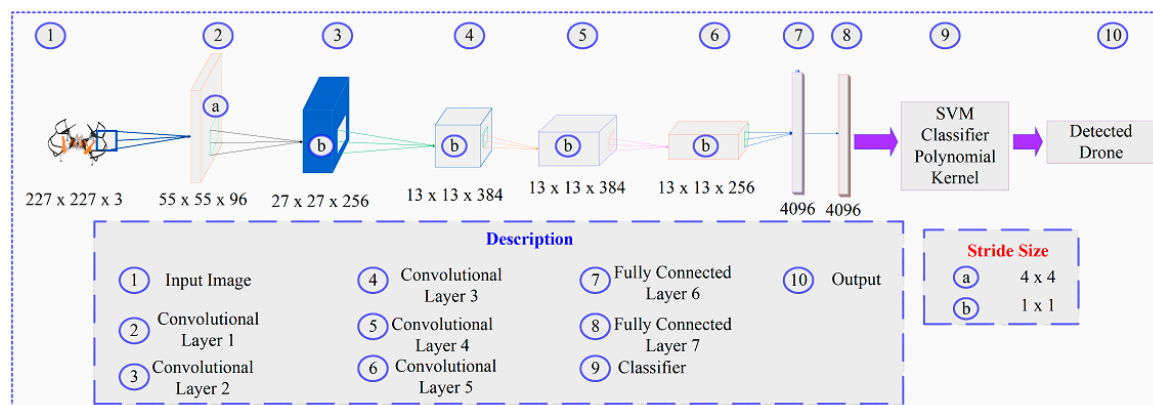 1 2 3 4 5 6 7 8 9 10
a
b
b
b
b
SVM
Classifier
Polynomial
Kernel
Detected
Drone
227 x 227 x 3
55 x 55 x 96
27 x 27 x 256
13 x 13 x 384
13 x 13 x 384
13 x 13 x 256
4096
4096
Description
1 Input Image
2 Convolutional
Layer 1
3 Convolutional
Layer 2
4 Convolutional
Layer 3
5 Convolutional
Layer 4
6 Convolutional
Layer 5
7 Fully Connected
Layer 6
8 Fully Connected
Layer 7
9 Classifier
10 Output
Stride Size
a 4 x 4
b 1 x 1